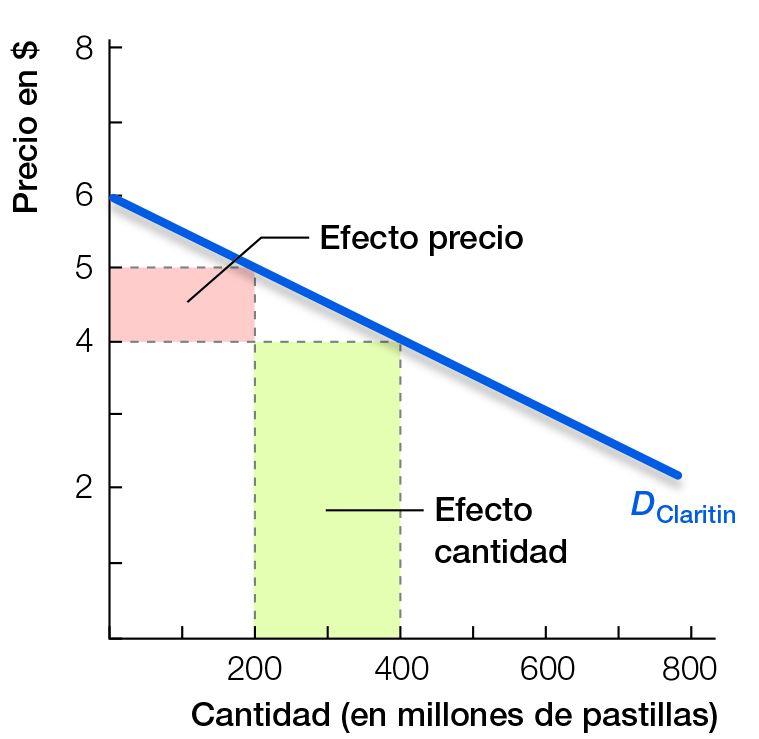 Precio en $
8
6
5
4
2
Efecto precio
Efecto
cantidad
D Claritin
200 400 600 800
Cantidad (en millones de pastillas)